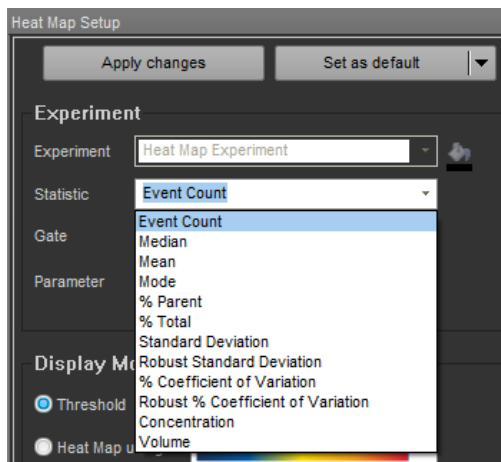 Heat Map Setup
Apply changes
Set as default
Experiment
Experiment
Heat Map Experiment
Statistic
Event Count
Gate
Parameter
Event Count
Median
Mean
Mode
% Parent
% Total
Standard Deviation
Robust Standard Deviation
% Coefficient of Variation
Robust % Coefficient of Variation
Concentration
Volume
Display
Threshold
Heat Map